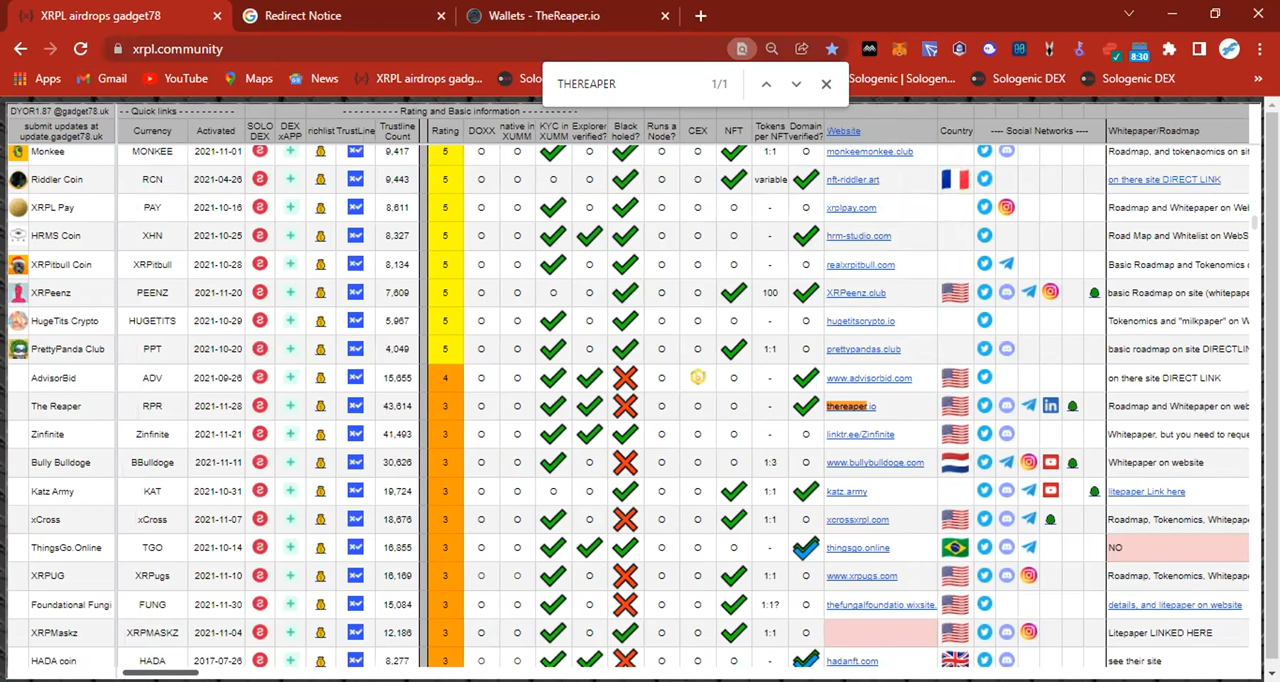 XRPL airdrops gadget78
Redirect Notice
Wallets - TheReaper.io
xrpl.community
8:30
Apps Gmail YouTube Maps News XRPL airdrops gadg... Solo THEREAPER 1/1 Sologenic | Sologen... Sologenic DEX Sologenic DEX »
DYOR1.87 @gadget78.uk -- Quick links - - - - - - - - - - - - - - - - - - - - - - - - Rating and Basic information - - - - - - - - - - - -
submit updates at update.gadget78.uk Currency Activated SOLO DEX DEX xAPP nchlist TrustLine Trustline Count Rating DOXX native in XUMM KYC in XUMM Explorer verified? Black holed? Runs a Node? CEX NFT Tokens per NFT Domain verified? Website Country ---- Social Networks ---- Whitepaper/Roadmap
Monkee MONKEE 2021-11-01 9,417 5 1:1 monkeemonkee.club Roadmap, and tokenaomics on sit
Riddler Coin RCN 2021-04-26 9,443 5 variable nft-riddler.art on there site DIRECT LINK
XRPL Pay PAY 2021-10-16 8,611 5 - xrplpay.com Roadmap and Whitepaper on Web
HRMS Coin XHN 2021-10-25 8,327 5 - hrm-studio.com Road Map and Whitelist on WebS
XRPitbull Coin XRPitbull 2021-10-28 8,134 5 - realxrpitbull.com Basic Roadmap and Tokenomics
XRPeenz PEENZ 2021-11-20 7,609 5 100 XRPeenz.club basic Roadmap on site (whitepape
HugeTits Crypto HUGETITS 2021-10-29 5,967 5 - hugetitscrypto.io Tokenomics and "milkpaper" on W
PrettyPanda Club PPT 2021-10-20 4,049 5 1:1 prettypandas.club basic roadmap on site DIRECTLIN
AdvisorBid ADV 2021-09-26 15,655 4 - www.advisorbid.com on there site DIRECT LINK
The Reaper RPR 2021-11-28 43,614 3 - thereaper.io Roadmap and Whitepaper on web
Zinfinite Zinfinite 2021-11-21 41,493 3 - linktr.ee/Zinfinite Whitepaper, but you need to reque
Bully Bulldoge BBulldoge 2021-11-11 30,626 3 1:3 www.bullybulldoge.com Whitepaper on website
Katz Army KAT 2021-10-31 19,724 3 1:1 katz.army litepaper Link here
xCross xCross 2021-11-07 18,676 3 1:1 xcrossxrpl.com Roadmap, Tokenomics, Whitepape
ThingsGo.Online TGO 2021-10-14 16,855 3 - thingsgo.online NO
XRPUG XRPugs 2021-11-10 16,169 3 1:1 www.xrpugs.com Roadmap, Tokenomics, Whitepape
Foundational Fungi FUNG 2021-11-30 15,084 3 1:1? thefungalfoundatio.wixsite. details, and litepaper on website
XRPMaskz XRPMASKZ 2021-11-04 12,186 3 1:1 Litepaper LINKED HERE
HADA coin HADA 2017-07-26 8,277 3 - hadanft.com see their site